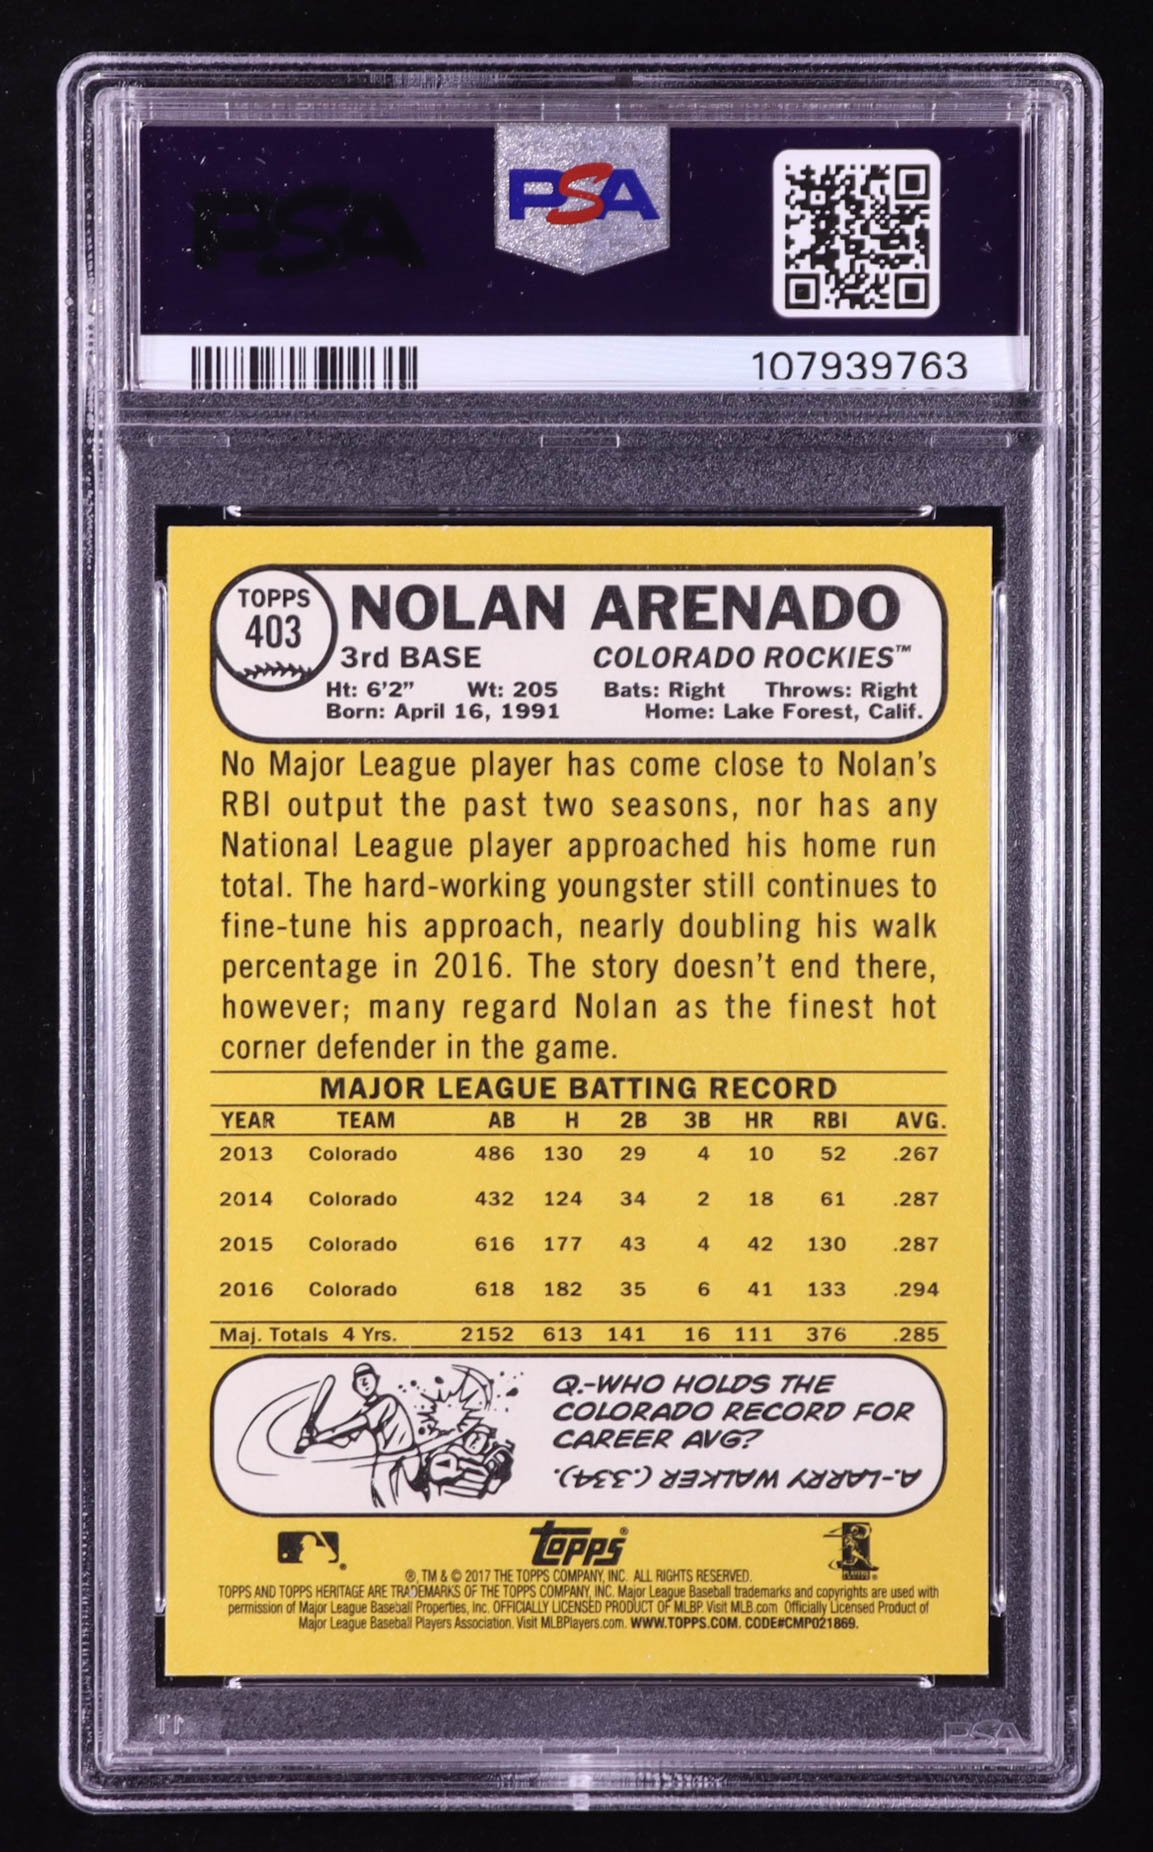 PSA
PSA
107939763
TOPPS
403
NOLAN ARENADO
3rd BASE COLORADO ROCKIES™
Ht: 6'2" Wt: 205 Bats: Right Throws: Right
Born: April 16, 1991 Home: Lake Forest, Calif.
No Major League player has come close to Nolan's
RBI output the past two seasons, nor has any
National League player approached his home run
total. The hard-working youngster still continues to
fine-tune his approach, nearly doubling his walk
percentage in 2016. The story doesn't end there,
however; many regard Nolan as the finest hot
corner defender in the game.
MAJOR LEAGUE BATTING RECORD
YEAR TEAM AB H 2B 3B HR RBI AVG.
2013 Colorado 486 130 29 4 10 52 .267
2014 Colorado 432 124 34 2 18 61 .287
2015 Colorado 616 177 43 4 42 130 .287
2016 Colorado 618 182 35 6 41 133 .294
Maj. Totals 4 Yrs. 2152 613 141 16 111 376 .285
Q.-WHO HOLDS THE
COLORADO RECORD FOR
CAREER AVG?
A.-LARRY WALKER (.334).
Topps®
®, TM & © 2017 THE TOPPS COMPANY, INC. ALL RIGHTS RESERVED.
TOPPS AND TOPPS HERITAGE ARE TRADEMARKS OF THE TOPPS COMPANY, INC. Major League Baseball trademarks and copyrights are used with
permission of Major League Baseball Properties, Inc. OFFICIALLY LICENSED PRODUCT OF MLBP. Visit MLB.com Officially Licensed Product of
Major League Baseball Players Association. Visit MLBPlayers.com. WWW.TOPPS.COM. CODE#CMP021869.
PSA